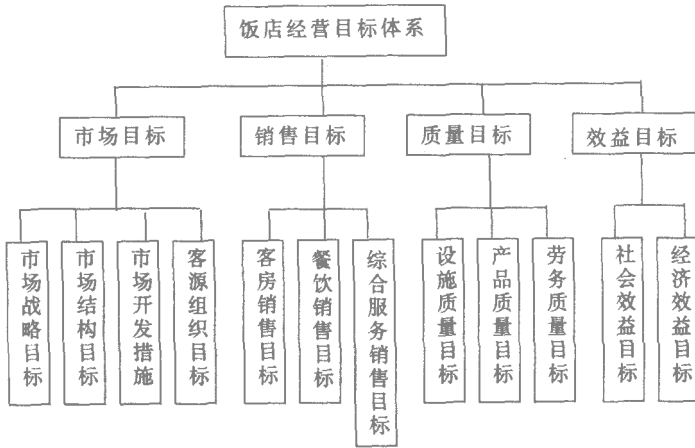 饭店经营目标体系
市场目标
销售目标
质量目标
效益目标
市场战略目标
市场结构目标
市场开发措施
客源组织目标
客房销售目标
餐饮销售目标
综合服务销售目标
设施质量目标
产品质量目标
劳务质量目标
社会效益目标
经济效益目标